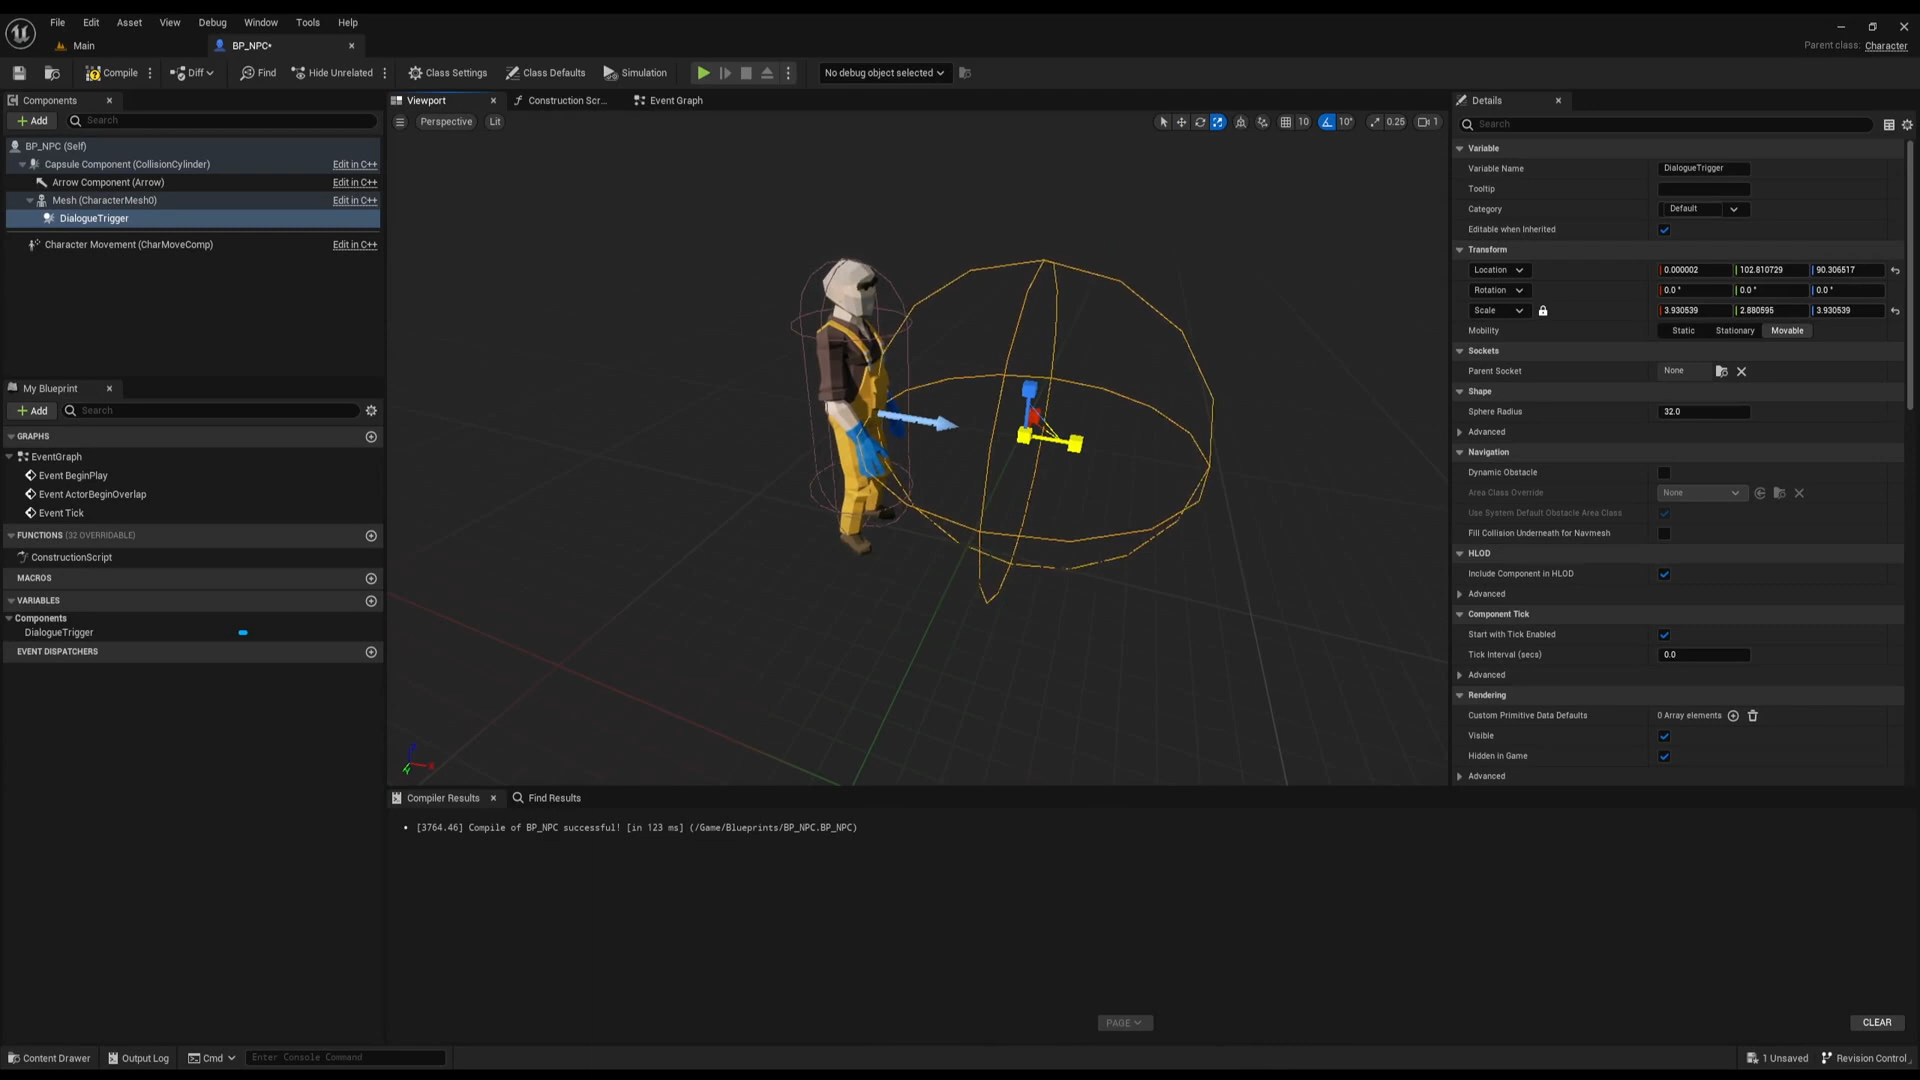 File Edit Asset View Debug Window Tools Help
Main
BP_NPC*
Parent class: Character
Compile
Diff
Find
Hide Unrelated
Class Settings
Class Defaults
Simulation
No debug object selected
Components
Add
Search
BP_NPC (Self)
Capsule Component (CollisionCylinder) Edit in C++
Arrow Component (Arrow) Edit in C++
Mesh (CharacterMesh0) Edit in C++
DialogueTrigger
Character Movement (CharMoveComp) Edit in C++
My Blueprint
Add
Search
GRAPHS
EventGraph
Event BeginPlay
Event ActorBeginOverlap
Event Tick
FUNCTIONS (32 OVERRIDABLE)
ConstructionScript
MACROS
VARIABLES
Components
DialogueTrigger
EVENT DISPATCHERS
Viewport
Construction Scr...
Event Graph
Perspective
Lit
10
10°
0.25
1
Z
X
Y
Compiler Results
Find Results
• [3764.46] Compile of BP_NPC successful! [in 123 ms] (/Game/Blueprints/BP_NPC.BP_NPC)
PAGE
CLEAR
Details
Search
Variable
Variable Name DialogueTrigger
Tooltip
Category Default
Editable when Inherited
Transform
Location 0.000002 102.810729 90.306517
Rotation 0.0 ° 0.0 ° 0.0 °
Scale 3.930539 2.880595 3.930539
Mobility Static Stationary Movable
Sockets
Parent Socket None
Shape
Sphere Radius 32.0
Advanced
Navigation
Dynamic Obstacle
Area Class Override None
Use System Default Obstacle Area Class
Fill Collision Underneath for Navmesh
HLOD
Include Component in HLOD
Advanced
Component Tick
Start with Tick Enabled
Tick Interval (secs) 0.0
Advanced
Rendering
Custom Primitive Data Defaults 0 Array elements
Visible
Hidden in Game
Advanced
Content Drawer
Output Log
Cmd
Enter Console Command
1 Unsaved
Revision Control